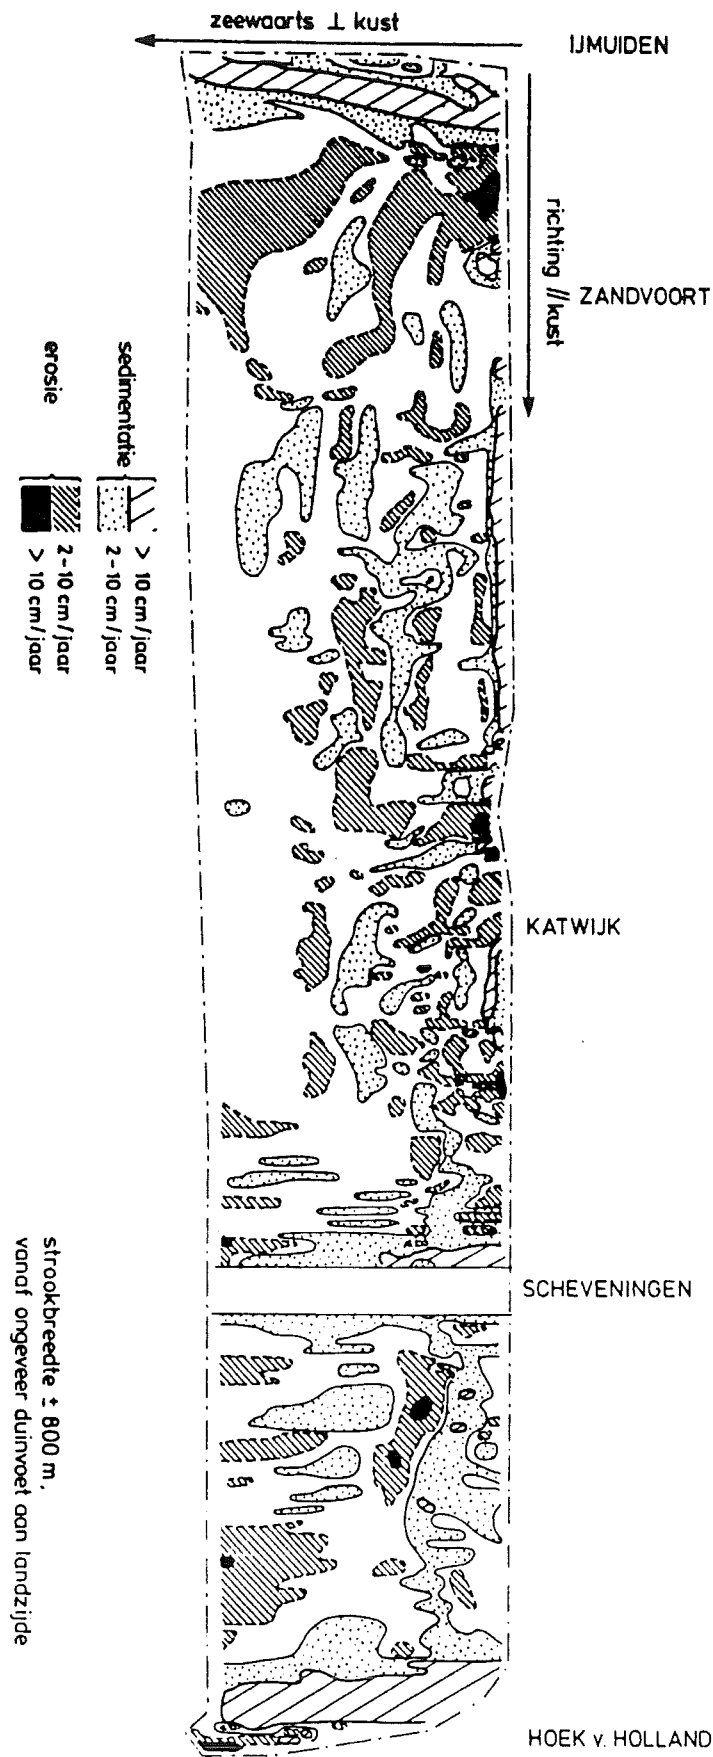 zeewaarts ⊥ kust
IJMUIDEN
richting // kust
ZANDVOORT
sedimentatie
> 10 cm/jaar
2-10 cm/jaar
erosie
2-10 cm/jaar
> 10 cm/jaar
KATWIJK
SCHEVENINGEN
strookbreedte ± 800 m,
vanaf ongeveer duinvoet aan landzijde
HOEK v. HOLLAND